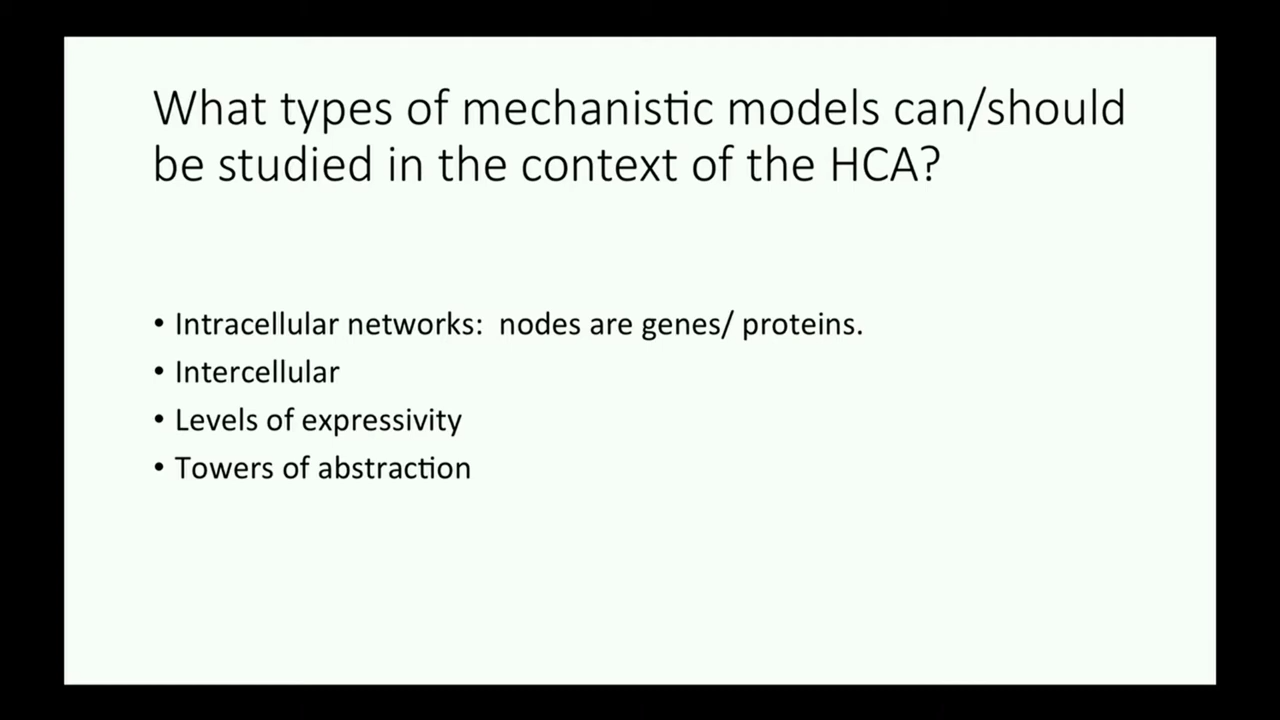 What types of mechanistic models can/should
be studied in the context of the HCA?
• Intracellular networks:  nodes are genes/ proteins.
• Intercellular
• Levels of expressivity
• Towers of abstraction